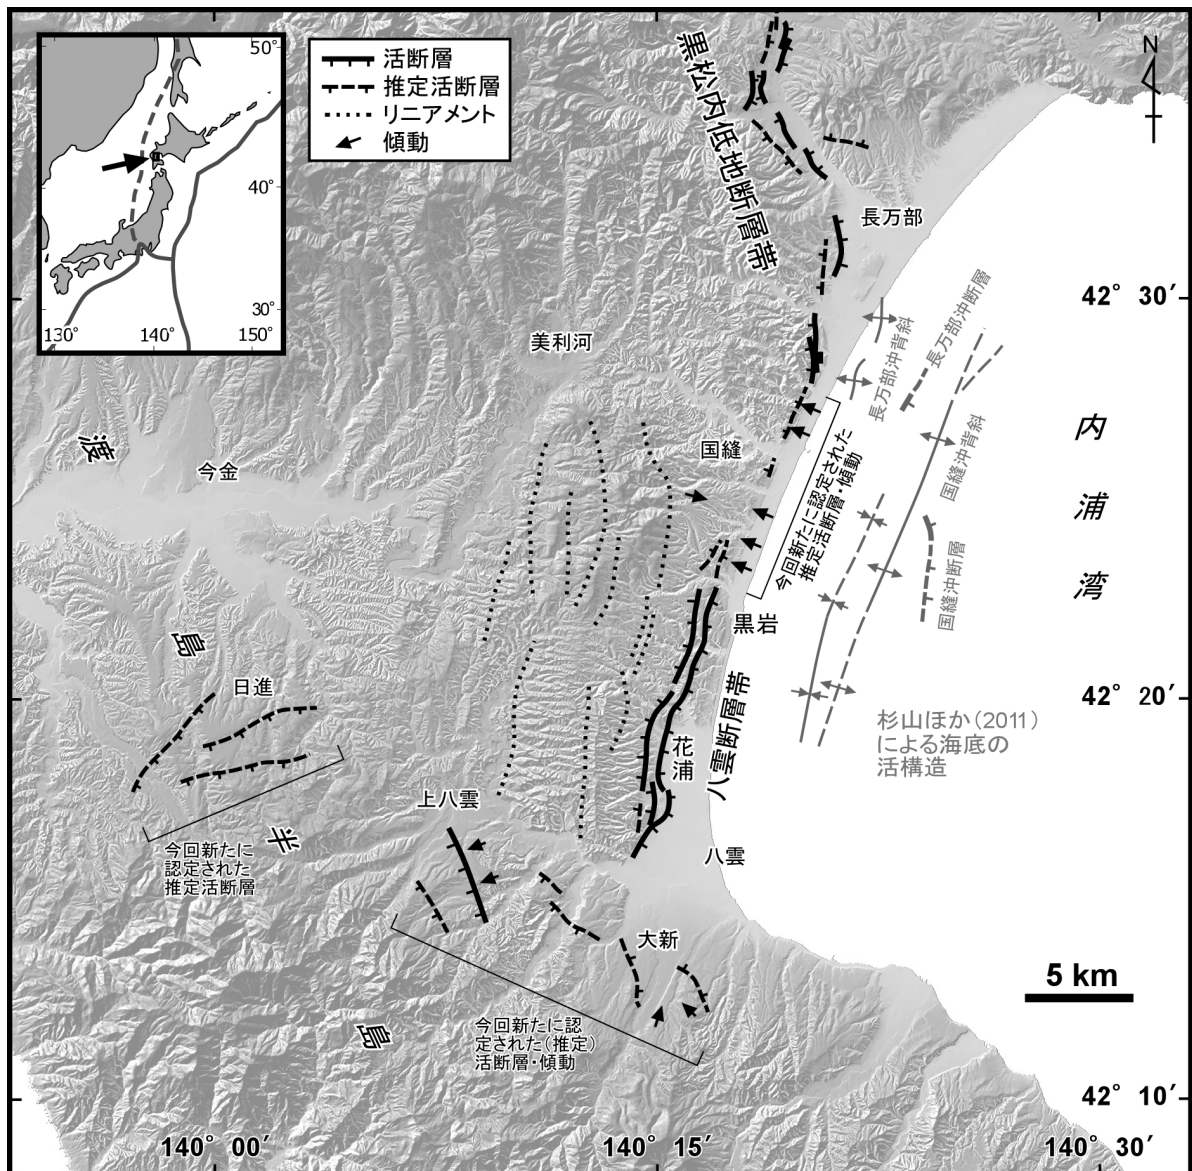 50°
40°
30°
130°
140°
150°
活断層
推定活断層
リニアメント
傾動
黒松内低地断層帯
N
長万部
42° 30′
長万部沖背斜
長万部沖断層
美利河
国縫
今回新たに認定された
推定活断層・傾動
国縫沖背斜
国縫沖断層
内浦湾
今金
渡島半島
黒岩
日進
花浦
八雲断層帯
42° 20′
杉山ほか(2011)
による海底の
活構造
上八雲
八雲
今回新たに
認定された
推定活断層
大新
5 km
今回新たに認
定された(推定)
活断層・傾動
42° 10′
140° 00′
140° 15′
140° 30′